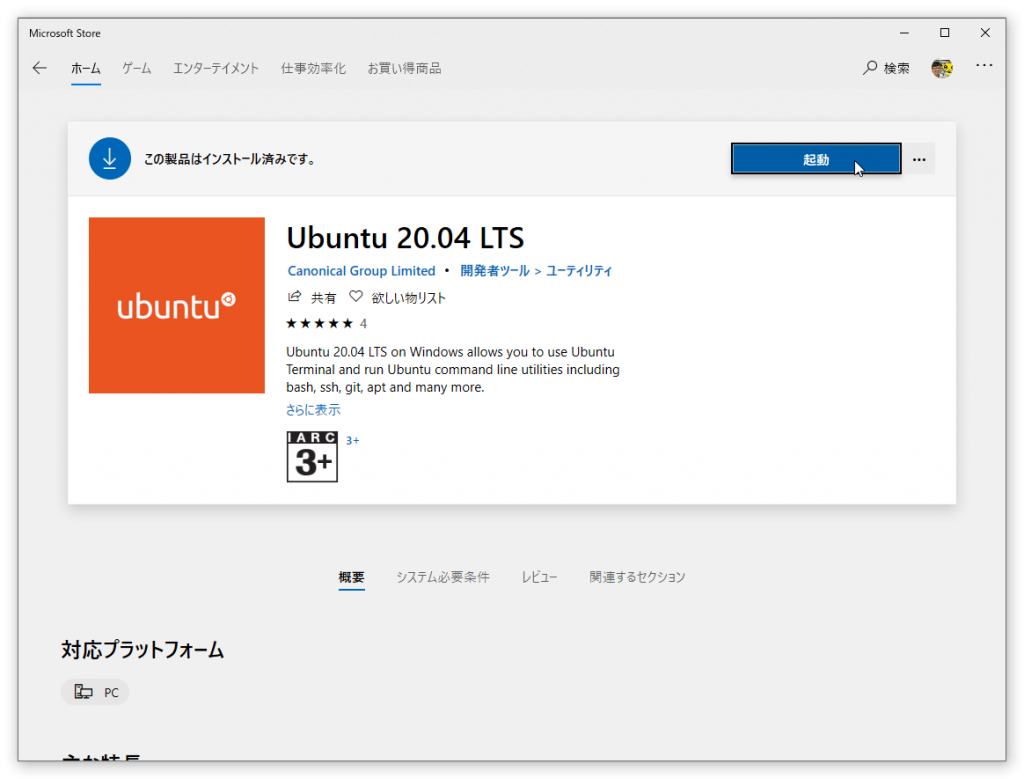 Microsoft Store
ホーム ゲーム エンターテイメント 仕事効率化 お買い得商品 検索
この製品はインストール済みです。
起動
ubuntu
Ubuntu 20.04 LTS
Canonical Group Limited • 開発者ツール > ユーティリティ
共有 欲しい物リスト
★★★★★ 4
Ubuntu 20.04 LTS on Windows allows you to use Ubuntu
Terminal and run Ubuntu command line utilities including
bash, ssh, git, apt and many more.
さらに表示
IARC
3+
3+
概要 システム必要条件 レビュー 関連するセクション
対応プラットフォーム
PC